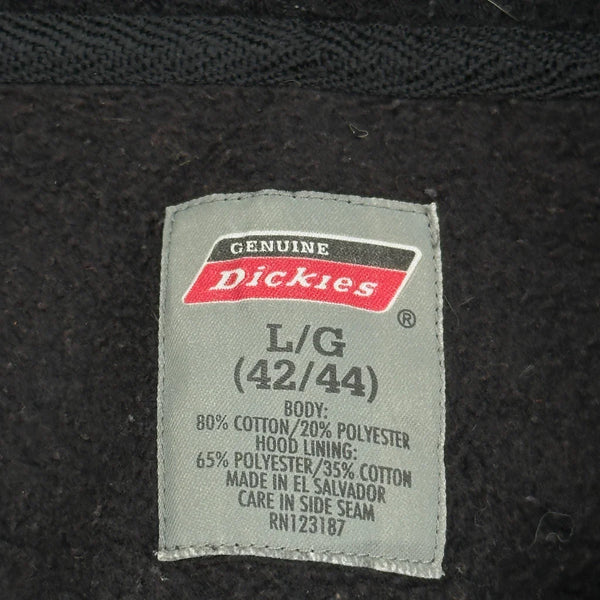 GENUINE
Dickies
®
L/G
(42/44)
BODY:
80% COTTON/20% POLYESTER
HOOD LINING:
65% POLYESTER/35% COTTON
MADE IN EL SALVADOR
CARE IN SIDE SEAM
RN123187